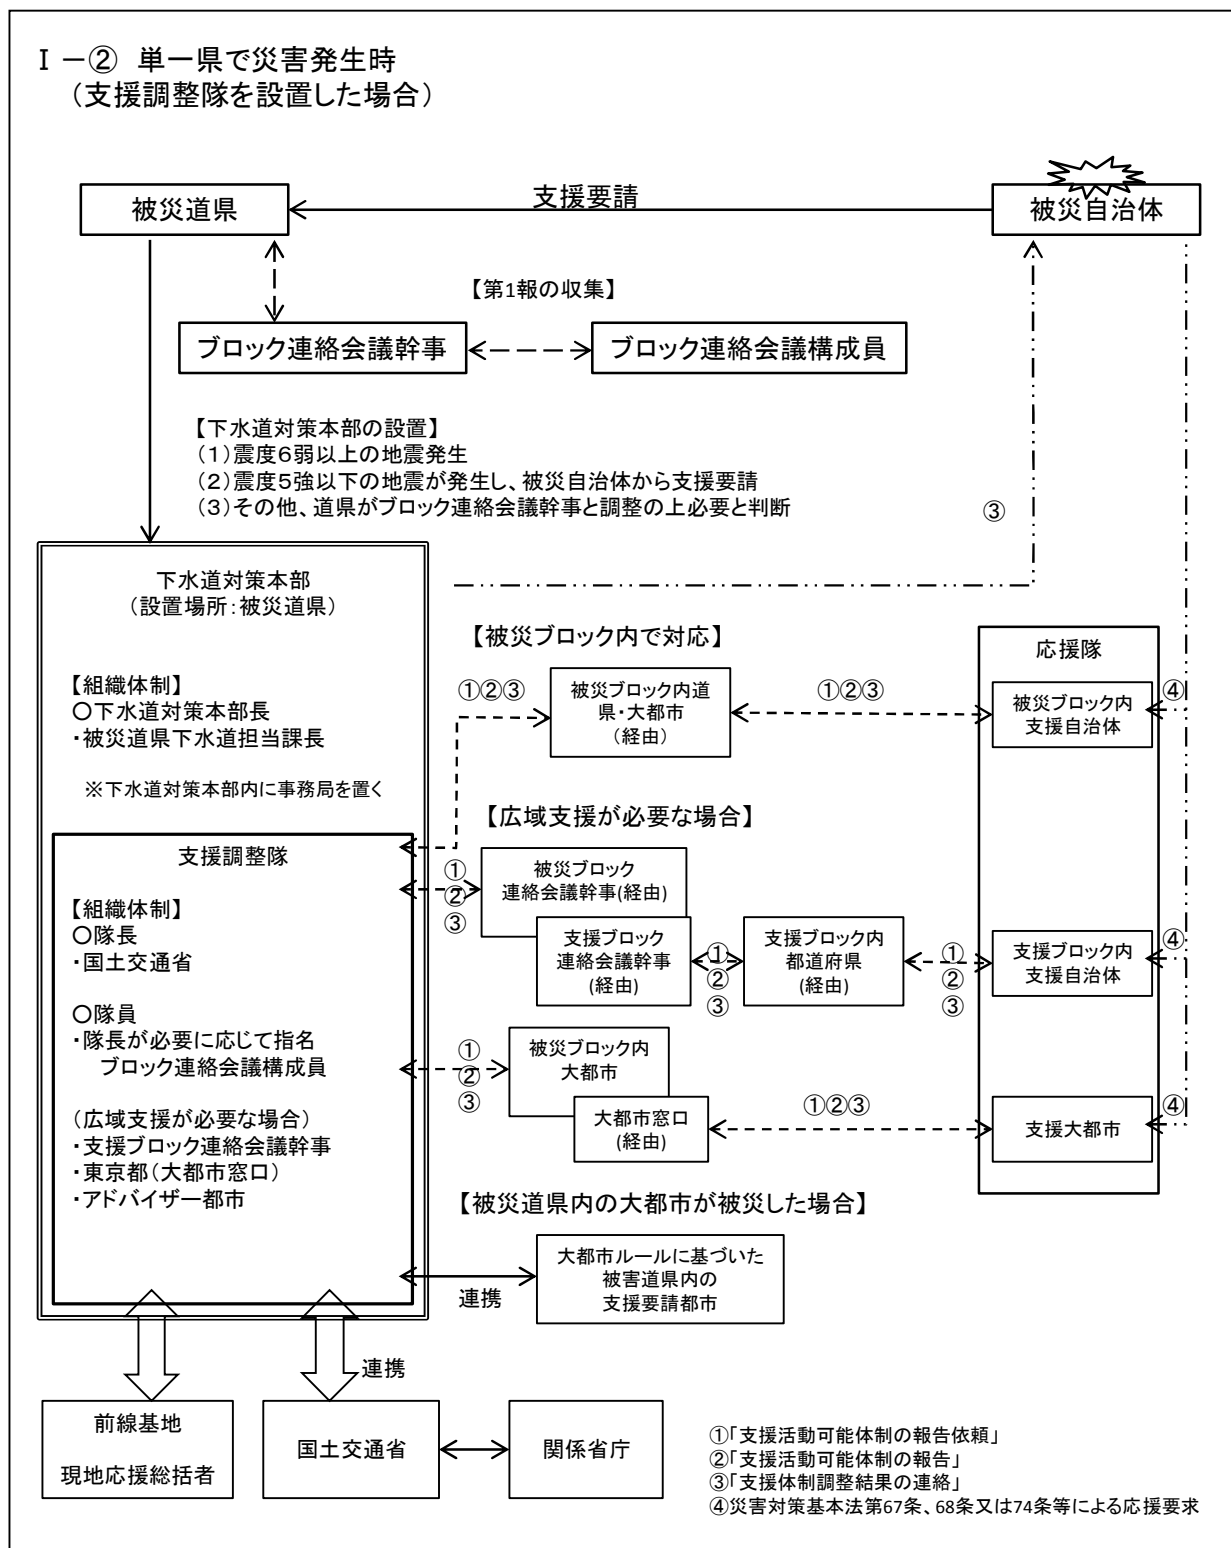 Ⅰ－② 単一県で災害発生時
（支援調整隊を設置した場合）
被災道県
支援要請
被災自治体
【第1報の収集】
ブロック連絡会議幹事
ブロック連絡会議構成員
【下水道対策本部の設置】
（１）震度６弱以上の地震発生
（２）震度５強以下の地震が発生し、被災自治体から支援要請
（３）その他、道県がブロック連絡会議幹事と調整の上必要と判断
③
下水道対策本部
（設置場所：被災道県）
【組織体制】
○下水道対策本部長
・被災道県下水道担当課長
※下水道対策本部内に事務局を置く
支援調整隊
【組織体制】
○隊長
・国土交通省
○隊員
・隊長が必要に応じて指名
ブロック連絡会議構成員
（広域支援が必要な場合）
・支援ブロック連絡会議幹事
・東京都（大都市窓口）
・アドバイザー都市
【被災ブロック内で対応】
①②③
被災ブロック内道
県・大都市
（経由）
①②③
応援隊
被災ブロック内
支援自治体
④
【広域支援が必要な場合】
①
②
③
被災ブロック
連絡会議幹事(経由)
支援ブロック
連絡会議幹事
(経由)
①
②
③
支援ブロック内
都道府県
(経由)
①
②
③
支援ブロック内
支援自治体
④
①
②
③
被災ブロック内
大都市
大都市窓口
(経由)
①②③
支援大都市
④
【被災道県内の大都市が被災した場合】
連携
大都市ルールに基づいた
被害道県内の
支援要請都市
連携
前線基地
現地応援総括者
国土交通省
関係省庁
①｢支援活動可能体制の報告依頼｣
②｢支援活動可能体制の報告｣
③｢支援体制調整結果の連絡｣
④災害対策基本法第67条、68条又は74条等による応援要求